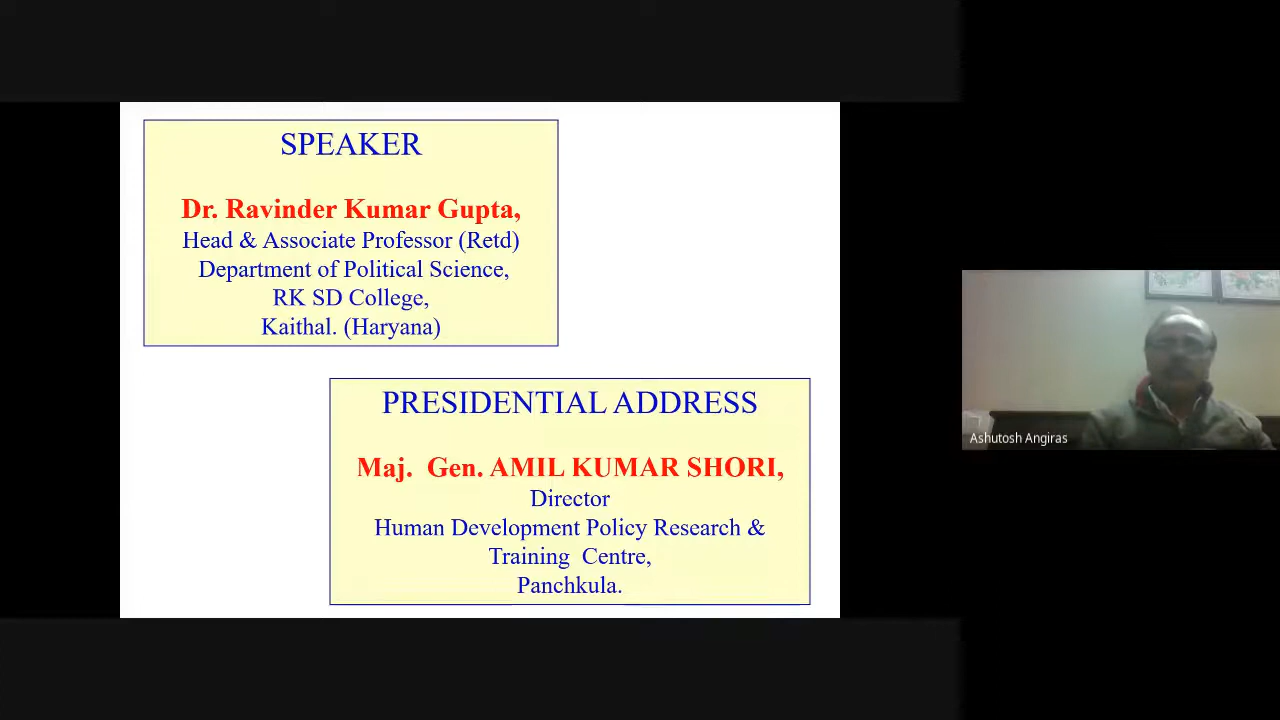 SPEAKER
Dr. Ravinder Kumar Gupta,
Head & Associate Professor (Retd)
Department of Political Science,
RK SD College,
Kaithal. (Haryana)
PRESIDENTIAL ADDRESS
Maj. Gen. AMIL KUMAR SHORI,
Director
Human Development Policy Research &
Training Centre,
Panchkula.
Ashutosh Angiras